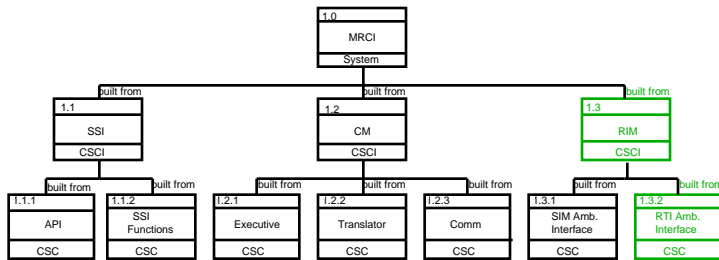 1.0
MRCI
System
built from
built from
built from
1.1
SSI
CSCI
1.2
CM
CSCI
1.3
RIM
CSCI
built from
built from
built from
built from
built from
built from
built from
1.1.1
API
CSC
1.1.2
SSI
Functions
CSC
1.2.1
Executive
CSC
1.2.2
Translator
CSC
1.2.3
Comm
CSC
1.3.1
SIM Amb.
Interface
CSC
1.3.2
RTI Amb.
Interface
CSC